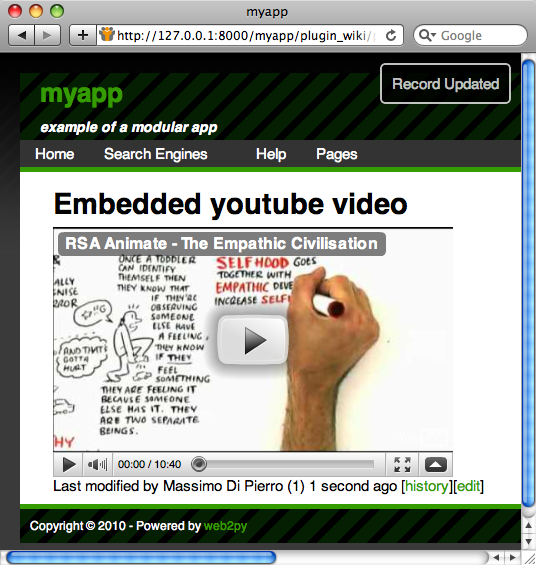 myapp
http://127.0.0.1:8000/myapp/plugin_wiki/
Google
Record Updated
myapp
example of a modular app
Home Search Engines Help Pages
Embedded youtube video
RSA Animate - The Empathic Civilisation
ONCE A TODDLER
CAN IDENTIFY
THEMSELF THEN
THEY KNOW THAT
IF THEY'RE
OBSERVING
SOMEONE
ELSE HAVE
A FEELING,
THEY KNOW
IF THEY
FEEL
SOMETHING
THEY ARE FEELING IT
BECAUSE SOMEONE
ELSE HAS IT. THEY
ARE TWO SEPARATE
BEINGS.
AND THAT'S
GOTTA
HURT
SELFHOOD GOES
TOGETHER WITH
EMPATHIC DEVE
INCREASE SELF
HY
00:00 / 10:40
Last modified by Massimo Di Pierro (1) 1 second ago [history][edit]
Copyright © 2010 - Powered by web2py